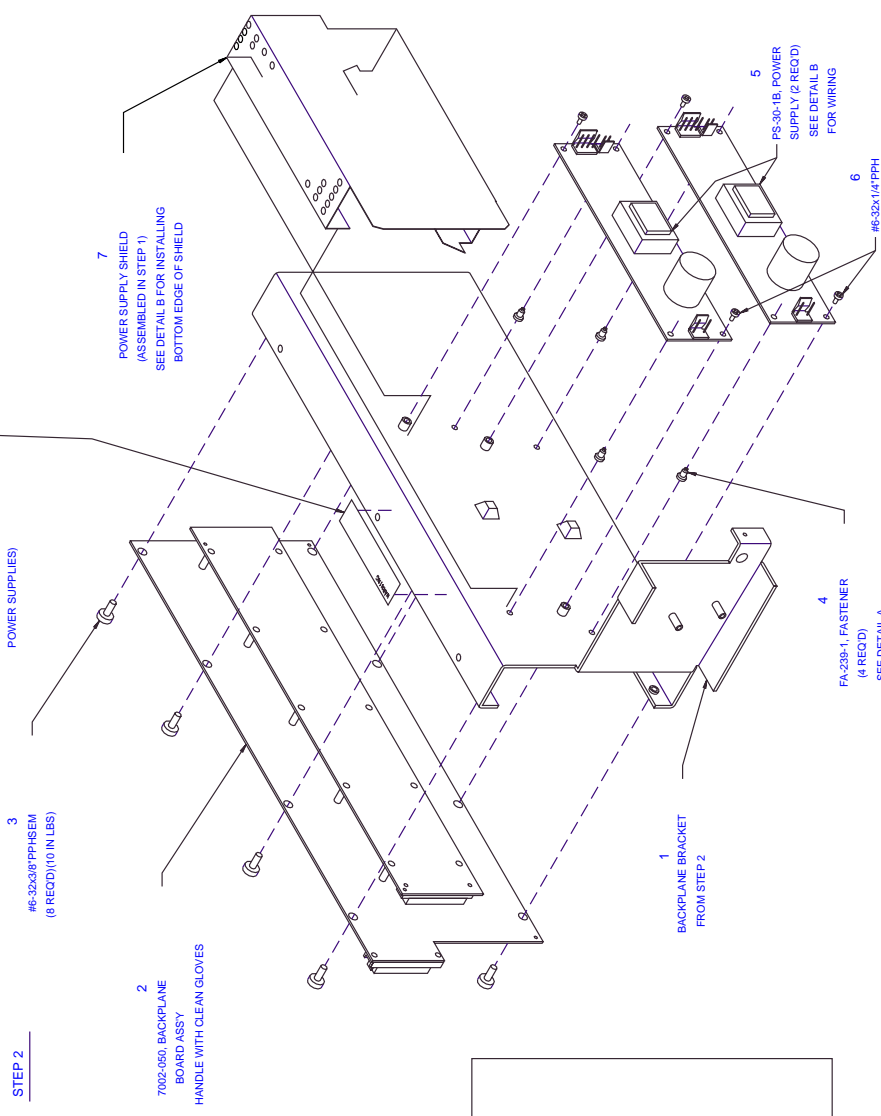 STEP 2
2
7002-050, BACKPLANE
BOARD ASS'Y
HANDLE WITH CLEAN GLOVES
3
#6-32x3/8"PPHSEM
(8 REQ'D)(10 IN LBS)
POWER SUPPLIES)
7
POWER SUPPLY SHIELD
(ASSEMBLED IN STEP 1)
SEE DETAIL B FOR INSTALLING
BOTTOM EDGE OF SHIELD
1
BACKPLANE BRACKET
FROM STEP 2
4
FA-239-1, FASTENER
(4 REQ'D)
SEE DETAIL A
5
PS-30-1B, POWER
SUPPLY (2 REQ'D)
SEE DETAIL B
FOR WIRING
6
#6-32x1/4"PPH